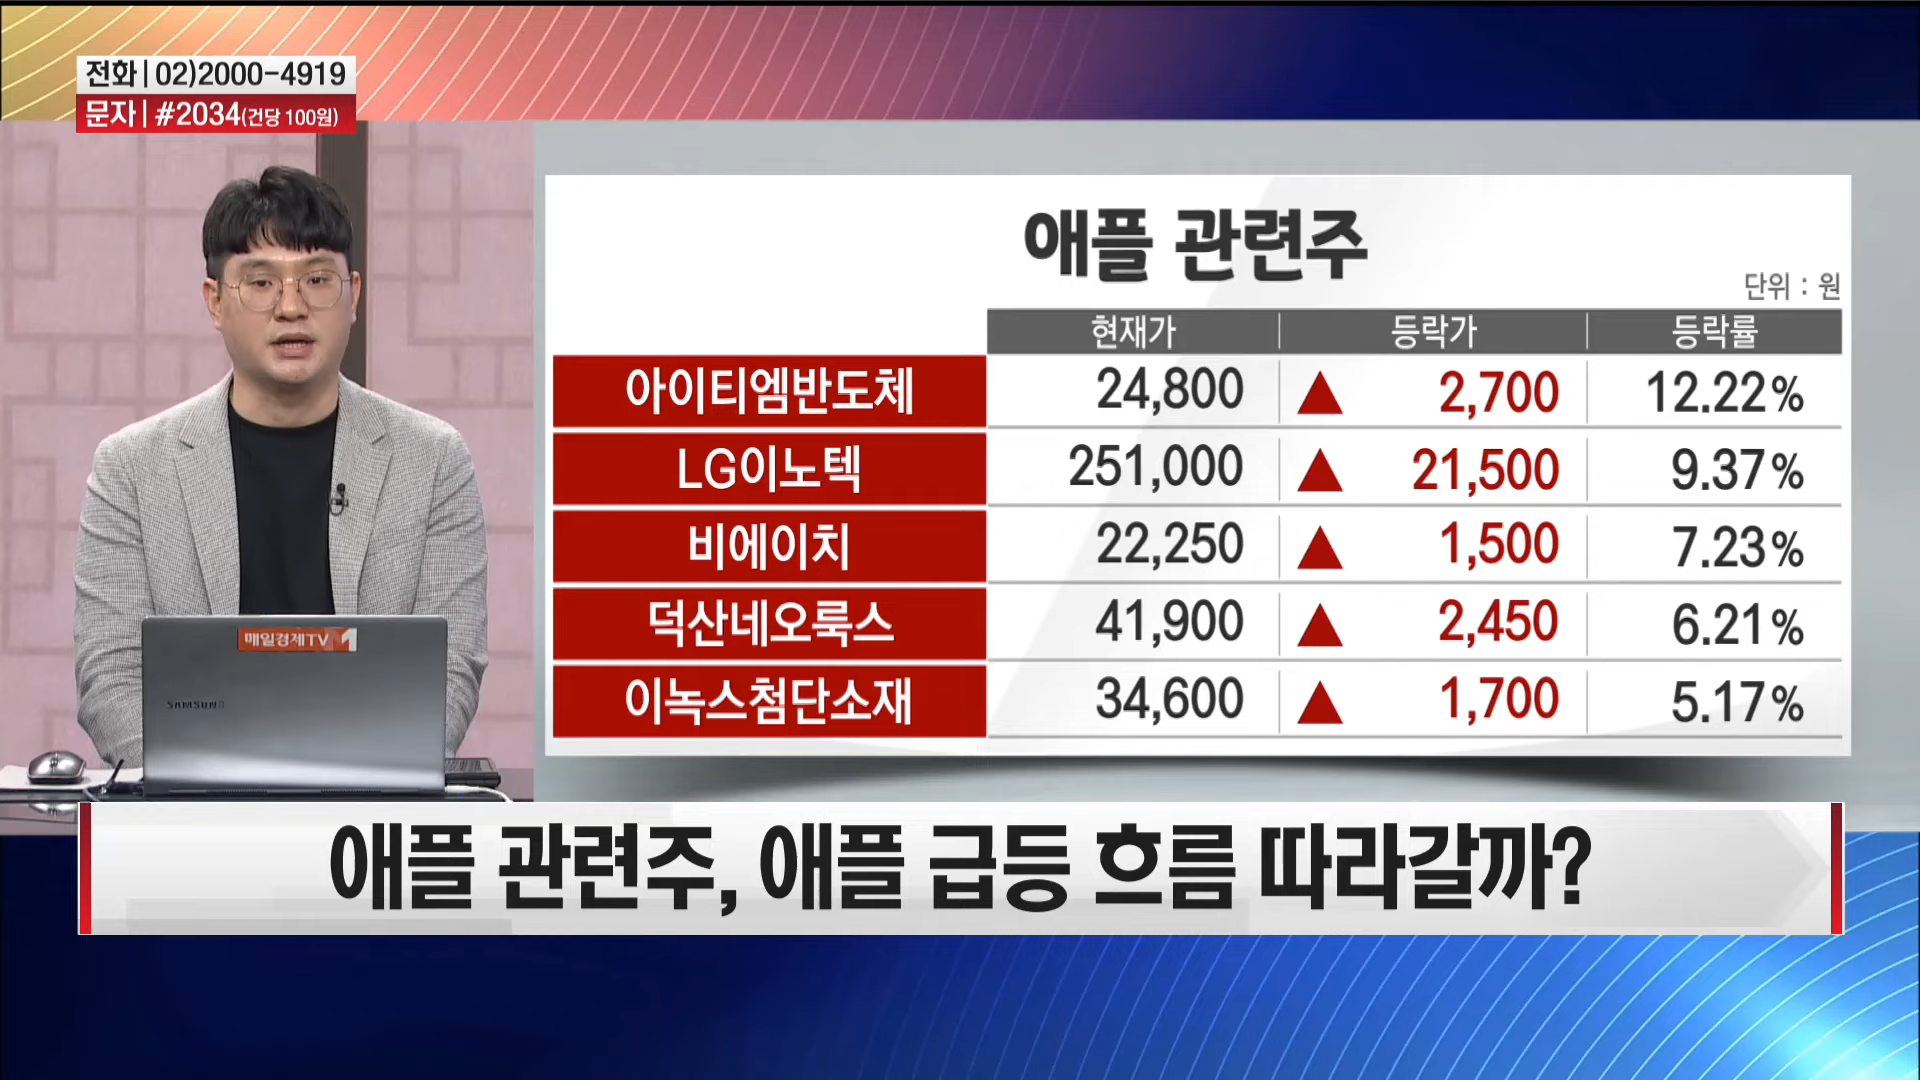 전화 | 02)2000-4919
문자 | #2034(건당 100원)
애플 관련주
단위 : 원
현재가 등락가 등락률
아이티엠반도체 24,800 ▲ 2,700 12.22%
LG이노텍 251,000 ▲ 21,500 9.37%
비에이치 22,250 ▲ 1,500 7.23%
덕산네오룩스 41,900 ▲ 2,450 6.21%
이녹스첨단소재 34,600 ▲ 1,700 5.17%
매일경제TV M
SAMSUNG
애플 관련주, 애플 급등 흐름 따라갈까?